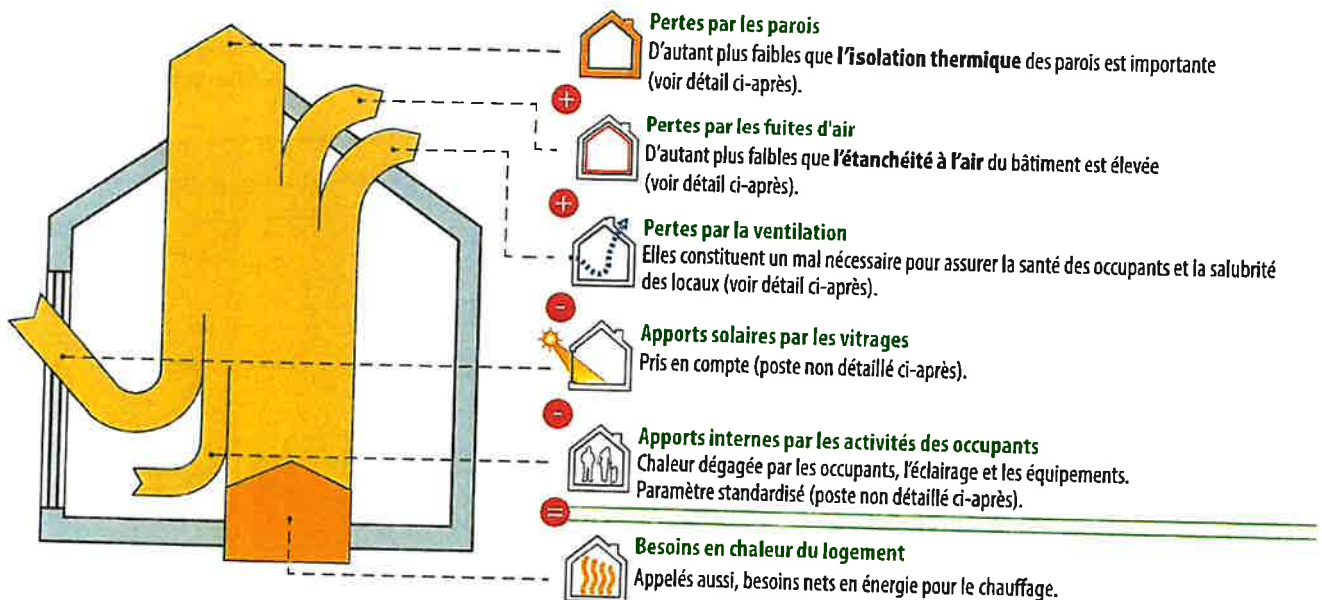 Pertes par les parois
D'autant plus faibles que l'isolation thermique des parois est importante
(voir détail ci-après).
+
Pertes par les fuites d'air
D'autant plus faibles que l'étanchéité à l'air du bâtiment est élevée
(voir détail ci-après).
+
Pertes par la ventilation
Elles constituent un mal nécessaire pour assurer la santé des occupants et la salubrité
des locaux (voir détail ci-après).
-
Apports solaires par les vitrages
Pris en compte (poste non détaillé ci-après).
-
Apports internes par les activités des occupants
Chaleur dégagée par les occupants, l'éclairage et les équipements.
Paramètre standardisé (poste non détaillé ci-après).
=
Besoins en chaleur du logement
Appelés aussi, besoins nets en énergie pour le chauffage.